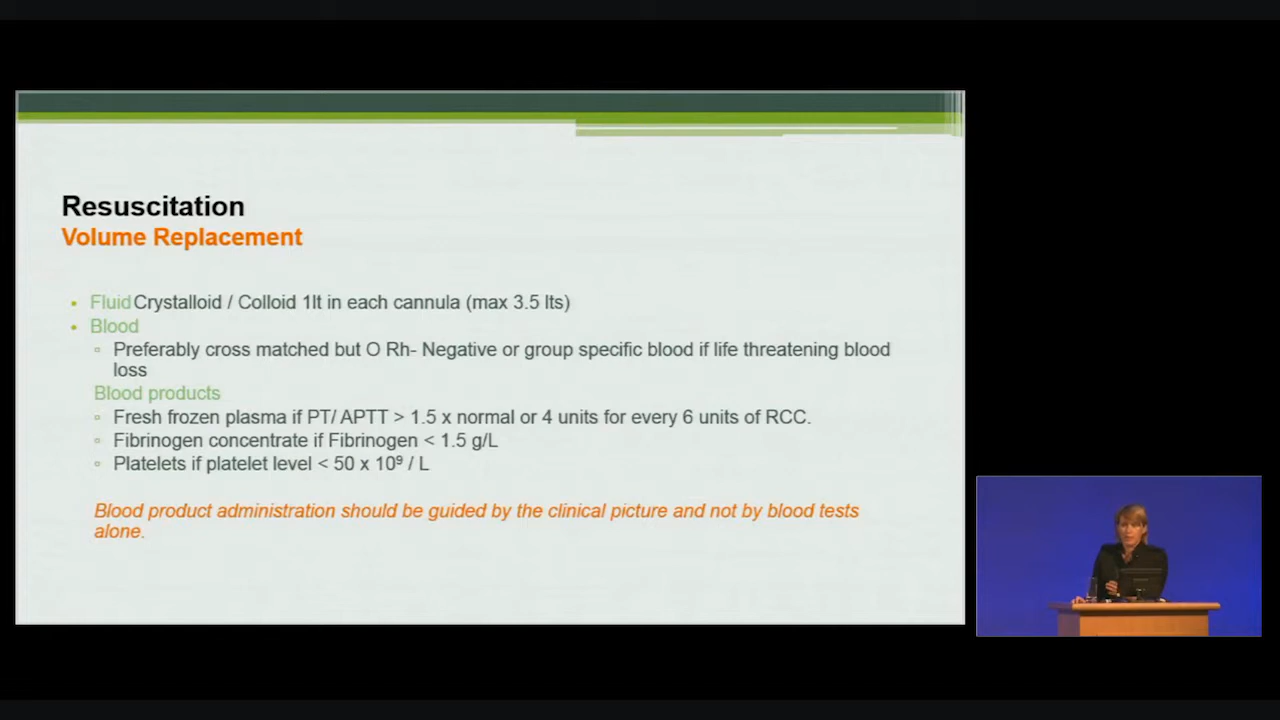 Resuscitation
Volume Replacement
Fluid Crystalloid / Colloid 1lt in each cannula (max 3.5 lts)
Blood
Preferably cross matched but O Rh- Negative or group specific blood if life threatening blood
loss
Blood products
Fresh frozen plasma if PT/ APTT > 1.5 x normal or 4 units for every 6 units of RCC.
Fibrinogen concentrate if Fibrinogen < 1.5 g/L
Platelets if platelet level < 50 x 10⁹ / L
Blood product administration should be guided by the clinical picture and not by blood tests
alone.